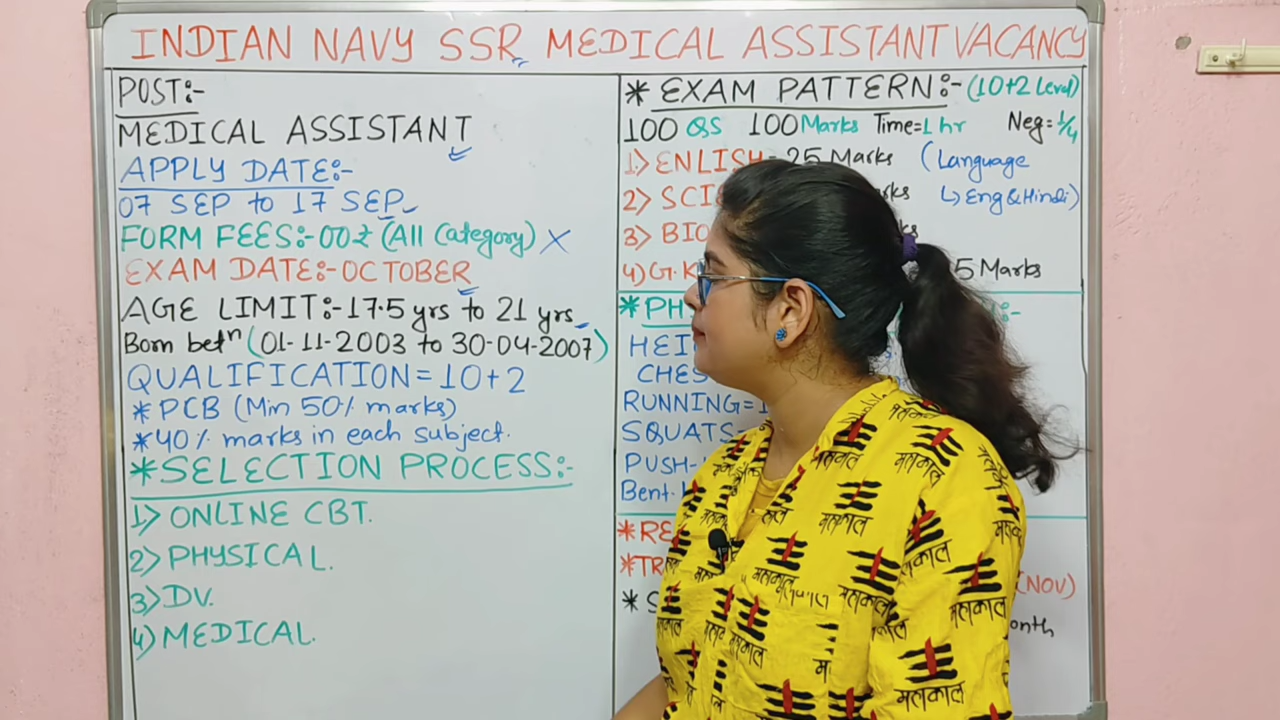 INDIAN NAVY SSR MEDICAL ASSISTANT VACANCY
POST:-
MEDICAL ASSISTANT
APPLY DATE:-
07 SEP to 17 SEP
FORM FEES:-00₹ (All Category) X
EXAM DATE:-OCTOBER
AGE LIMIT:-17.5 yrs to 21 yrs
Born betⁿ (01-11-2003 to 30-04-2007)
QUALIFICATION = 10+2
* PCB (Min 50% marks)
* 40% marks in each subject.
* SELECTION PROCESS:-
1) ONLINE CBT.
2) PHYSICAL.
3) DV.
4) MEDICAL.
* EXAM PATTERN:- (10+2 Level)
100 QS 100 Marks Time=1 hr Neg=1/4
1) ENLISH= 25 Marks (Language
2) SCI ↳ Eng & Hindi)
3) BIO
4) G.K 5 Marks
* PH
HEI
CHES
RUNNING=1
SQUATS-
PUSH-
Bent.
* RE
* TR (NOV)
* S
onth
महाकाल